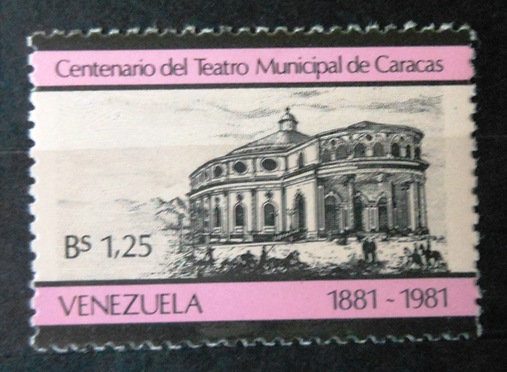 Centenario del Teatro Municipal de Caracas
Bs 1,25
VENEZUELA 1881-1981